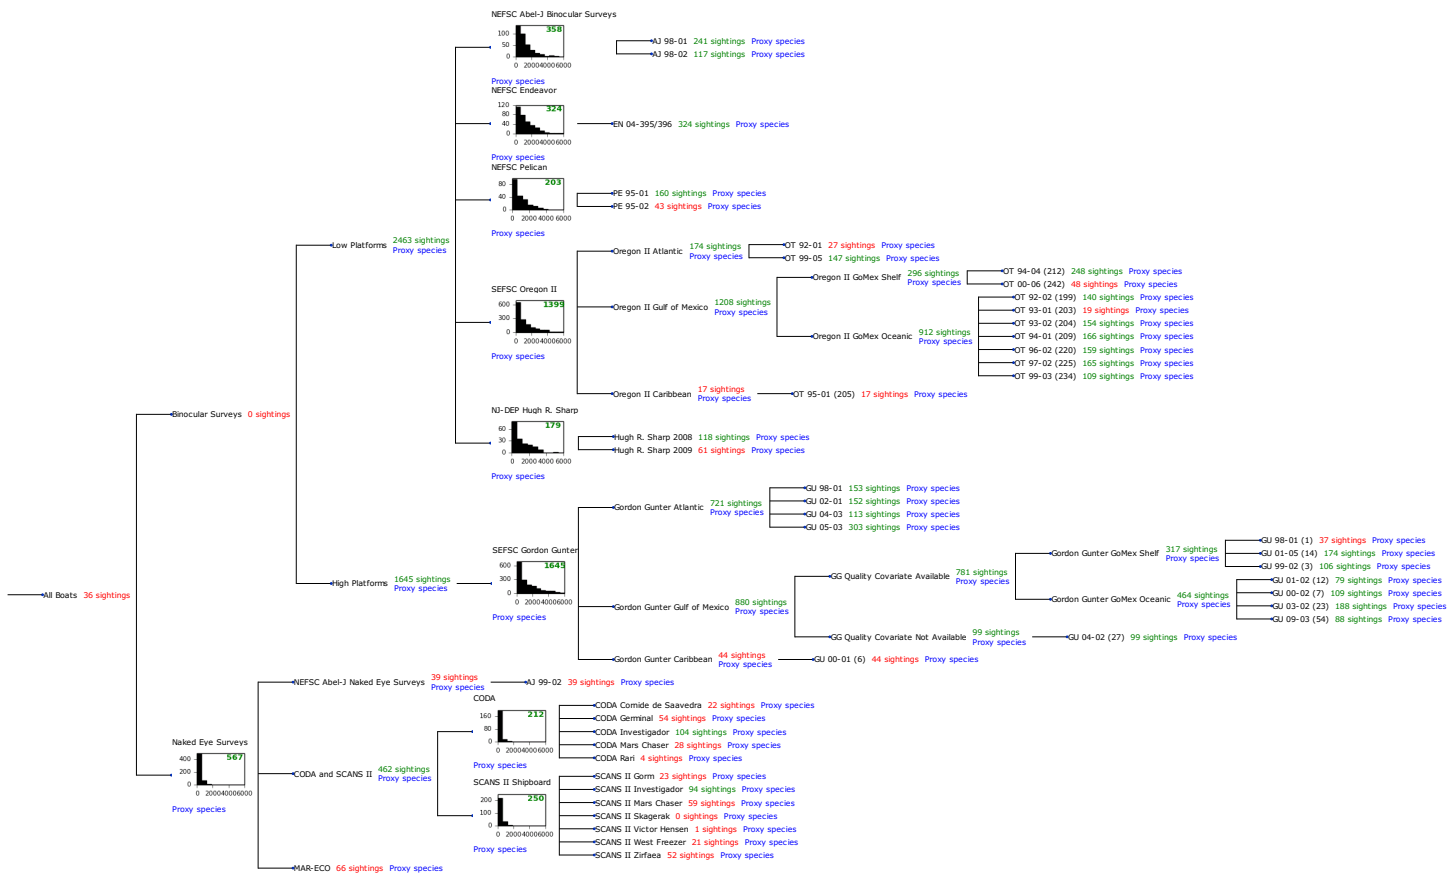 NEFSC Abel-J Binocular Surveys
358
100
50
0
0 2000 4000 6000
Proxy species
AJ 98-01 241 sightings Proxy species
AJ 98-02 117 sightings Proxy species
NEFSC Endeavor
324
120
80
40
0
0 2000 4000 6000
Proxy species
EN 04-395/396 324 sightings Proxy species
NEFSC Pelican
203
80
40
0
0 2000 4000 6000
Proxy species
PE 95-01 160 sightings Proxy species
PE 95-02 43 sightings Proxy species
Low Platforms 2463 sightings
Proxy species
SEFSC Oregon II
1399
600
300
0
0 2000 4000 6000
Proxy species
Oregon II Atlantic 174 sightings
Proxy species
OT 92-01 27 sightings Proxy species
OT 99-05 147 sightings Proxy species
Oregon II Gulf of Mexico 1208 sightings
Proxy species
Oregon II GoMex Shelf 296 sightings
Proxy species
OT 94-04 (212) 248 sightings Proxy species
OT 00-06 (242) 48 sightings Proxy species
Oregon II GoMex Oceanic 912 sightings
Proxy species
OT 92-02 (199) 140 sightings Proxy species
OT 93-01 (203) 19 sightings Proxy species
OT 93-02 (204) 154 sightings Proxy species
OT 94-01 (209) 166 sightings Proxy species
OT 96-02 (220) 159 sightings Proxy species
OT 97-02 (225) 165 sightings Proxy species
OT 99-03 (234) 109 sightings Proxy species
Oregon II Caribbean 17 sightings
Proxy species
OT 95-01 (205) 17 sightings Proxy species
Binocular Surveys 0 sightings
NJ-DEP Hugh R. Sharp
179
60
30
0
0 2000 4000 6000
Proxy species
Hugh R. Sharp 2008 118 sightings Proxy species
Hugh R. Sharp 2009 61 sightings Proxy species
High Platforms 1645 sightings
Proxy species
SEFSC Gordon Gunter
1645
600
300
0
0 2000 4000 6000
Proxy species
Gordon Gunter Atlantic 721 sightings
Proxy species
GU 98-01 153 sightings Proxy species
GU 02-01 152 sightings Proxy species
GU 04-03 113 sightings Proxy species
GU 05-03 303 sightings Proxy species
Gordon Gunter Gulf of Mexico 880 sightings
Proxy species
GG Quality Covariate Available 781 sightings
Proxy species
Gordon Gunter GoMex Shelf 317 sightings
Proxy species
GU 98-01 (1) 37 sightings Proxy species
GU 01-05 (14) 174 sightings Proxy species
GU 99-02 (3) 106 sightings Proxy species
Gordon Gunter GoMex Oceanic 464 sightings
Proxy species
GU 01-02 (12) 79 sightings Proxy species
GU 00-02 (7) 109 sightings Proxy species
GU 03-02 (23) 188 sightings Proxy species
GU 09-03 (54) 88 sightings Proxy species
GG Quality Covariate Not Available 99 sightings
Proxy species
GU 04-02 (27) 99 sightings Proxy species
Gordon Gunter Caribbean 44 sightings
Proxy species
GU 00-01 (6) 44 sightings Proxy species
All Boats 36 sightings
NEFSC Abel-J Naked Eye Surveys 39 sightings
Proxy species
AJ 99-02 39 sightings Proxy species
Naked Eye Surveys
567
400
200
0
0 2000 4000 6000
Proxy species
CODA and SCANS II 462 sightings
Proxy species
CODA
212
160
80
0
0 2000 4000 6000
Proxy species
CODA Cornide de Saavedra 22 sightings Proxy species
CODA Germinal 54 sightings Proxy species
CODA Investigador 104 sightings Proxy species
CODA Mars Chaser 28 sightings Proxy species
CODA Rari 4 sightings Proxy species
SCANS II Shipboard
250
200
100
0
0 2000 4000 6000
Proxy species
SCANS II Gorm 23 sightings Proxy species
SCANS II Investigador 94 sightings Proxy species
SCANS II Mars Chaser 59 sightings Proxy species
SCANS II Skagerak 0 sightings Proxy species
SCANS II Victor Hensen 1 sightings Proxy species
SCANS II West Freezer 21 sightings Proxy species
SCANS II Zirfaea 52 sightings Proxy species
MAR-ECO 66 sightings Proxy species